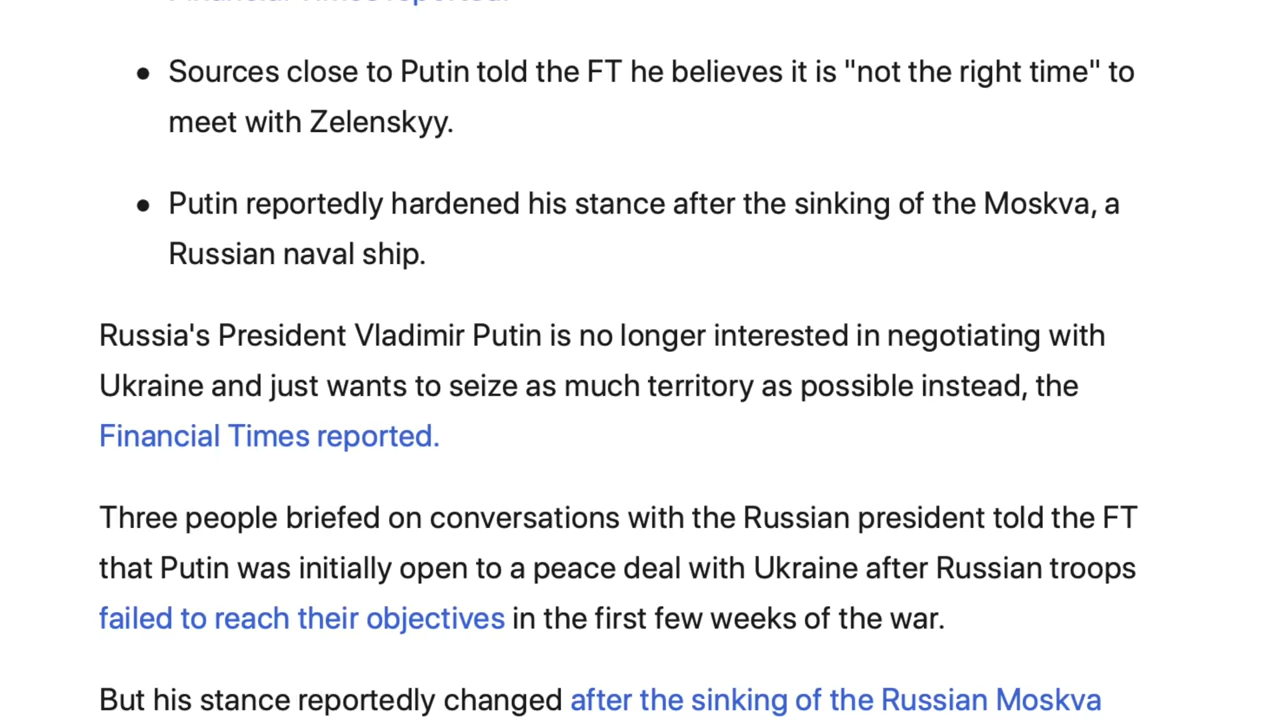 Financial Times reported.
Sources close to Putin told the FT he believes it is "not the right time" to
meet with Zelenskyy.
Putin reportedly hardened his stance after the sinking of the Moskva, a
Russian naval ship.
Russia's President Vladimir Putin is no longer interested in negotiating with
Ukraine and just wants to seize as much territory as possible instead, the
Financial Times reported.
Three people briefed on conversations with the Russian president told the FT
that Putin was initially open to a peace deal with Ukraine after Russian troops
failed to reach their objectives in the first few weeks of the war.
But his stance reportedly changed after the sinking of the Russian Moskva